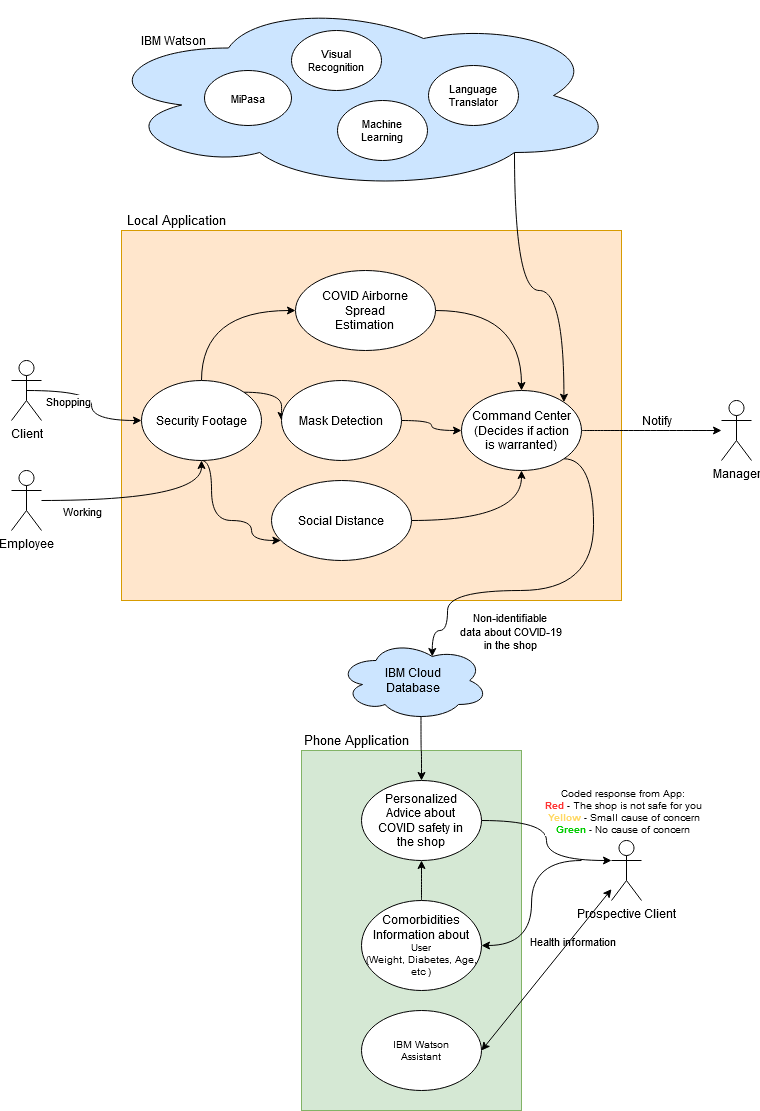 IBM Watson
Visual
Recognition
MiPasa
Language
Translator
Machine
Learning
Local Application
COVID Airborne
Spread
Estimation
Shopping
Client
Security Footage
Mask Detection
Command Center
(Decides if action
is warranted)
Notify
Manager
Working
Employee
Social Distance
Non-identifiable
data about COVID-19
in the shop
IBM Cloud
Database
Phone Application
Personalized
Advice about
COVID safety in
the shop
Coded response from App:
Red - The shop is not safe for you
Yellow - Small cause of concern
Green - No cause of concern
Prospective Client
Comorbidities
Information about
User
(Weight, Diabetes, Age,
etc )
Health information
IBM Watson
Assistant